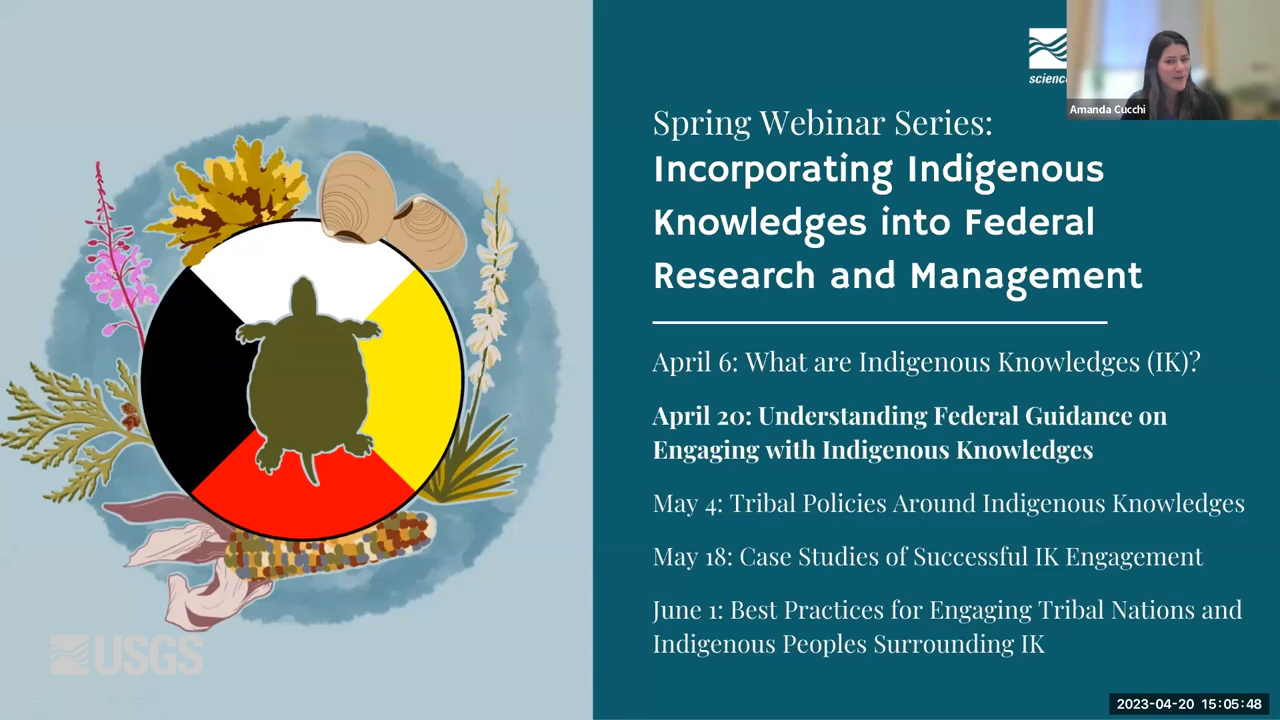 scienc
Amanda Cucchi
Spring Webinar Series:
Incorporating Indigenous
Knowledges into Federal
Research and Management
April 6: What are Indigenous Knowledges (IK)?
April 20: Understanding Federal Guidance on
Engaging with Indigenous Knowledges
May 4: Tribal Policies Around Indigenous Knowledges
May 18: Case Studies of Successful IK Engagement
June 1: Best Practices for Engaging Tribal Nations and
Indigenous Peoples Surrounding IK
USGS
2023-04-20 15:05:48